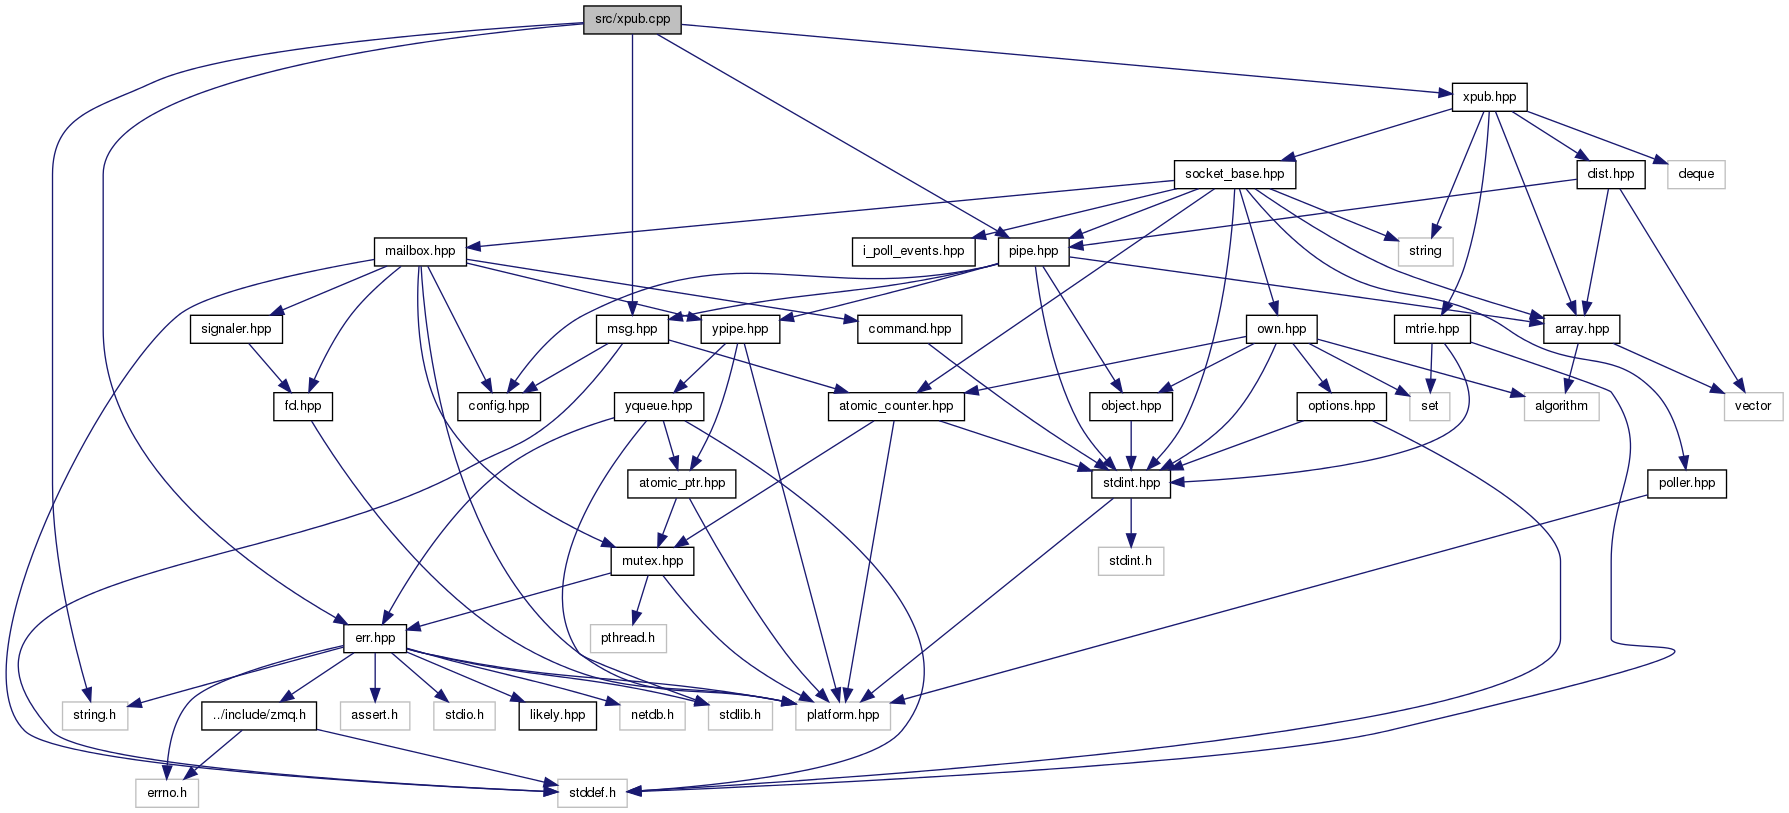 src/xpub.cpp
xpub.hpp
socket_base.hpp
dist.hpp
deque
mailbox.hpp
i_poll_events.hpp
pipe.hpp
string
signaler.hpp
msg.hpp
ypipe.hpp
command.hpp
own.hpp
mtrie.hpp
array.hpp
fd.hpp
config.hpp
yqueue.hpp
atomic_counter.hpp
object.hpp
options.hpp
set
algorithm
vector
atomic_ptr.hpp
stdint.hpp
poller.hpp
mutex.hpp
stdint.h
err.hpp
pthread.h
string.h
../include/zmq.h
assert.h
stdio.h
likely.hpp
netdb.h
stdlib.h
platform.hpp
errno.h
stddef.h